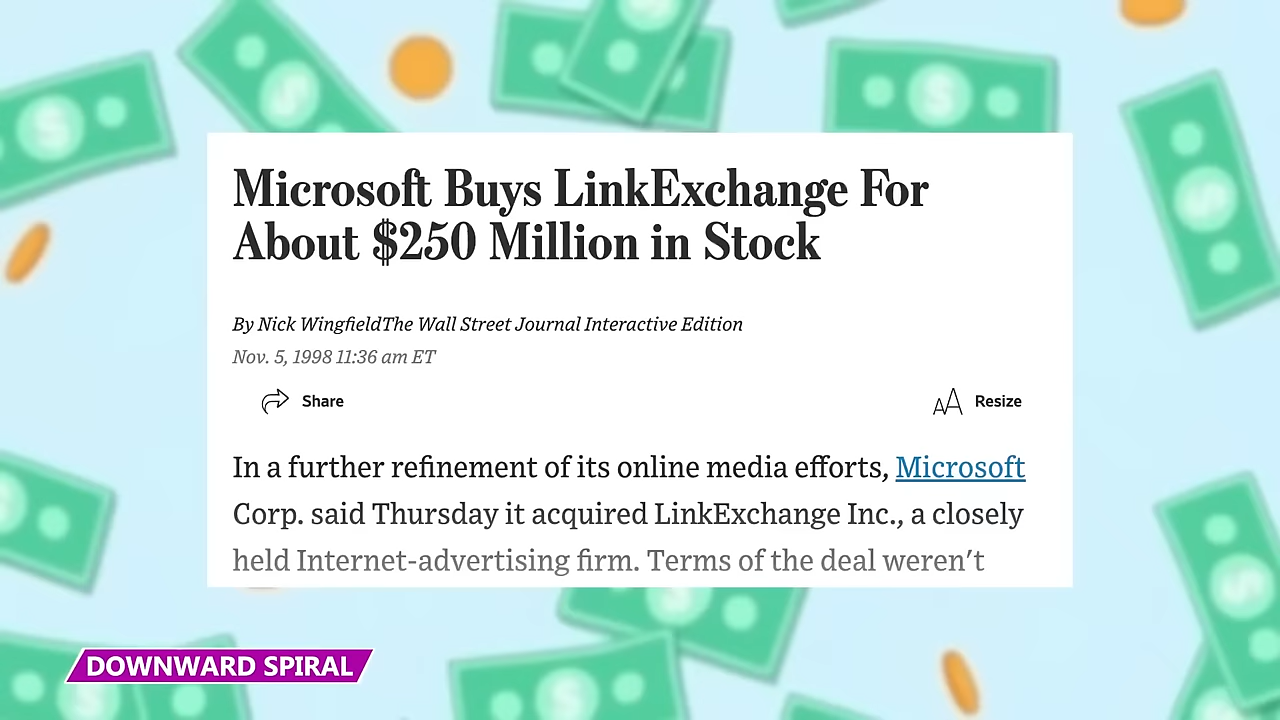 Microsoft Buys LinkExchange For
About $250 Million in Stock
By Nick WingfieldThe Wall Street Journal Interactive Edition
Nov. 5, 1998 11:36 am ET
Share
AA Resize
In a further refinement of its online media efforts, Microsoft
Corp. said Thursday it acquired LinkExchange Inc., a closely
held Internet-advertising firm. Terms of the deal weren't
DOWNWARD SPIRAL